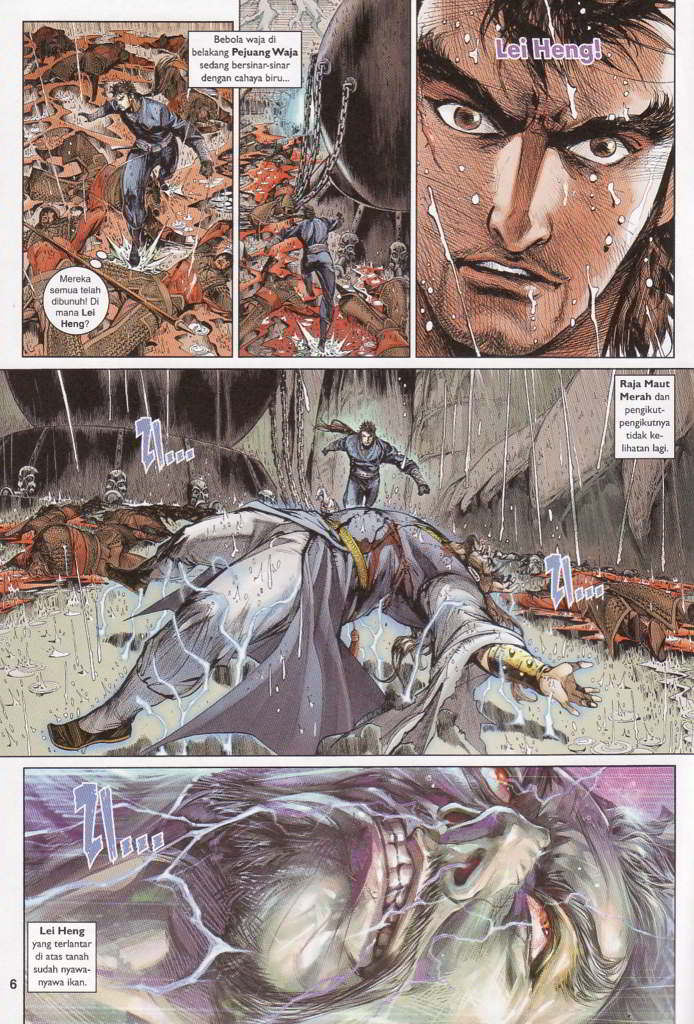 Bebola waja di
belakang Pejuang Waja
sedang bersinar-sinar
dengan cahaya biru...
Mereka
semua telah
dibunuh! Di
mana Lei
Heng?
Lei Heng!
Raja Maut
Merah dan
pengikut-
pengikutnya
tidak ke-
lihatan lagi.
ZI...
ZI...
ZI...
Lei Heng
yang terlantar
di atas tanah
sudah nyawa-
nyawa ikan.
6